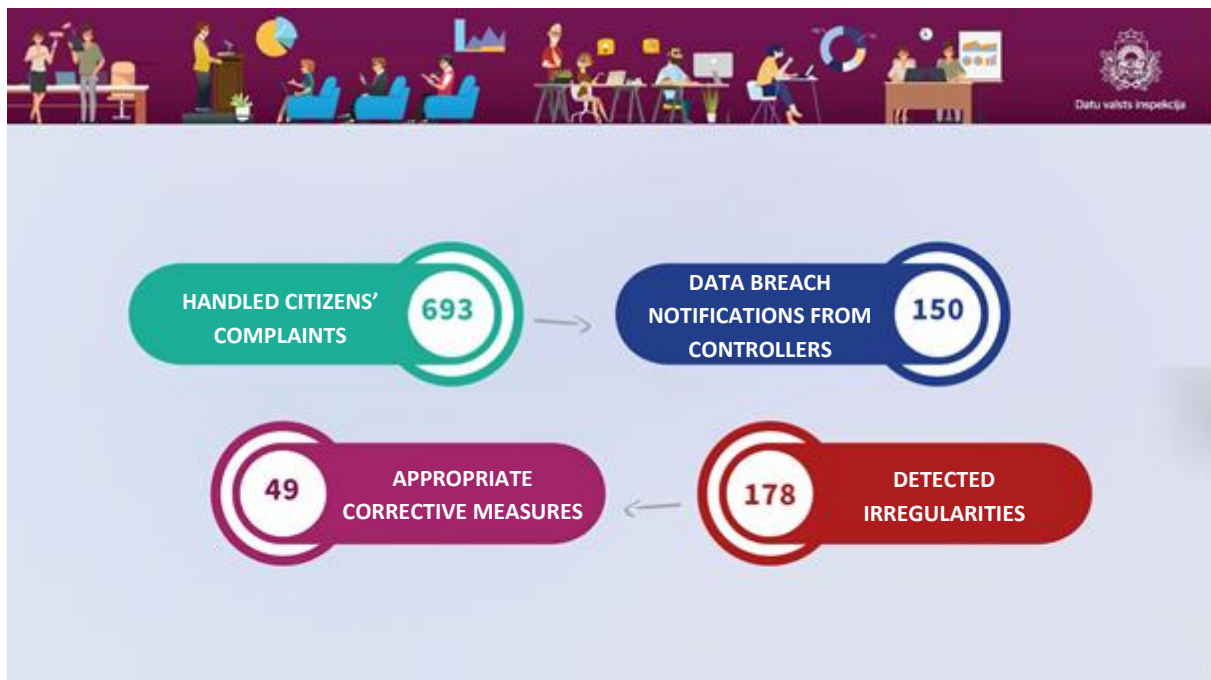 Datu valsts inspekcija
HANDLED CITIZENS’
COMPLAINTS
693
DATA BREACH
NOTIFICATIONS FROM
CONTROLLERS
150
49
APPROPRIATE
CORRECTIVE MEASURES
178
DETECTED
IRREGULARITIES